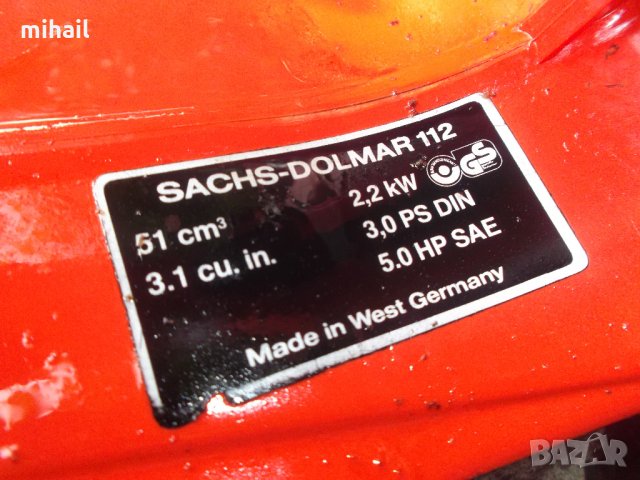 mihail
SACHS-DOLMAR 112
51 cm³ 2,2 kW GS
3.1 cu. in. 3,0 PS DIN
5.0 HP SAE
Made in West Germany
BAZAR